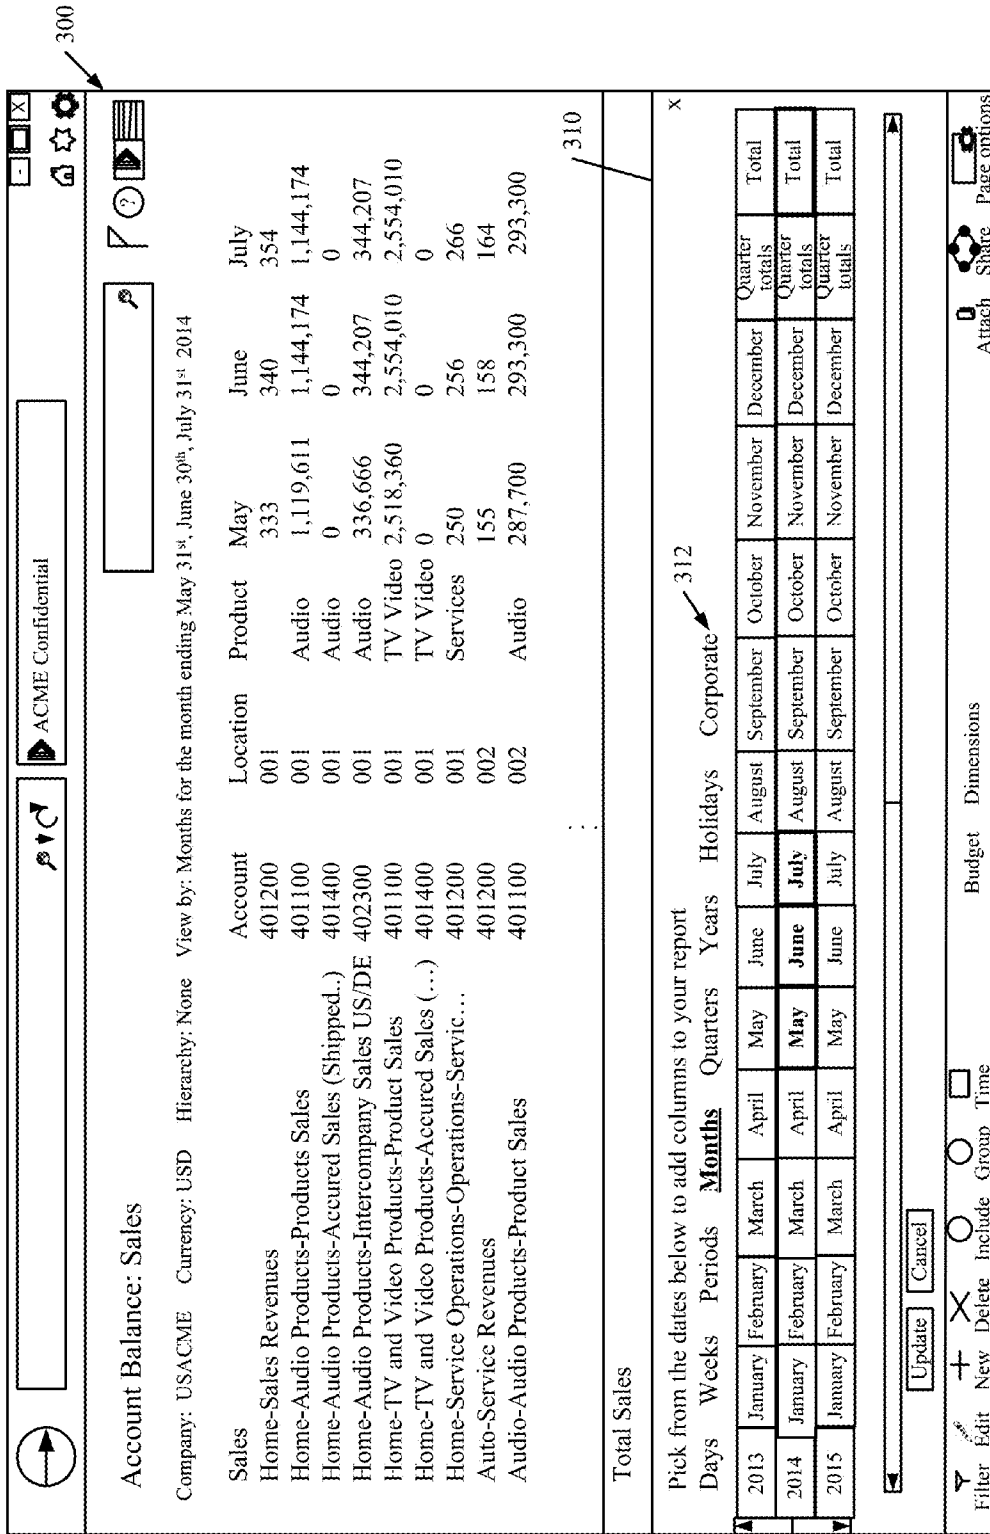 300
- X
ACME Confidential
Account Balance: Sales
?
Company: USACME Currency: USD Hierarchy: None View by: Months for the month ending May 31st, June 30th, July 31st 2014
Sales Account Location Product May June July
Home-Sales Revenues 401200 001 333 340 354
Home-Audio Products-Products Sales 401100 001 Audio 1,119,611 1,144,174 1,144,174
Home-Audio Products-Accured Sales (Shipped..) 401400 001 Audio 0 0 0
Home-Audio Products-Intercompany Sales US/DE 402300 001 Audio 336,666 344,207 344,207
Home-TV and Video Products-Product Sales 401100 001 TV Video 2,518,360 2,554,010 2,554,010
Home-TV and Video Products-Accured Sales (...) 401400 001 TV Video 0 0 0
Home-Service Operations-Operations-Servic... 401200 001 Services 250 256 266
Auto-Service Revenues 401200 002 155 158 164
Audio-Audio Products-Product Sales 401100 002 Audio 287,700 293,300 293,300
310
Total Sales
Pick from the dates below to add columns to your report X
Days Weeks Periods Months Quarters Years Holidays Corporate 312
2013 January February March April May June July August September October November December Quarter totals Total
2014 January February March April May June July August September October November December Quarter totals Total
2015 January February March April May June July August September October November December Quarter totals Total
Update Cancel
Filter Edit New Delete Include Group Time Budget Dimensions Attach Share Page options